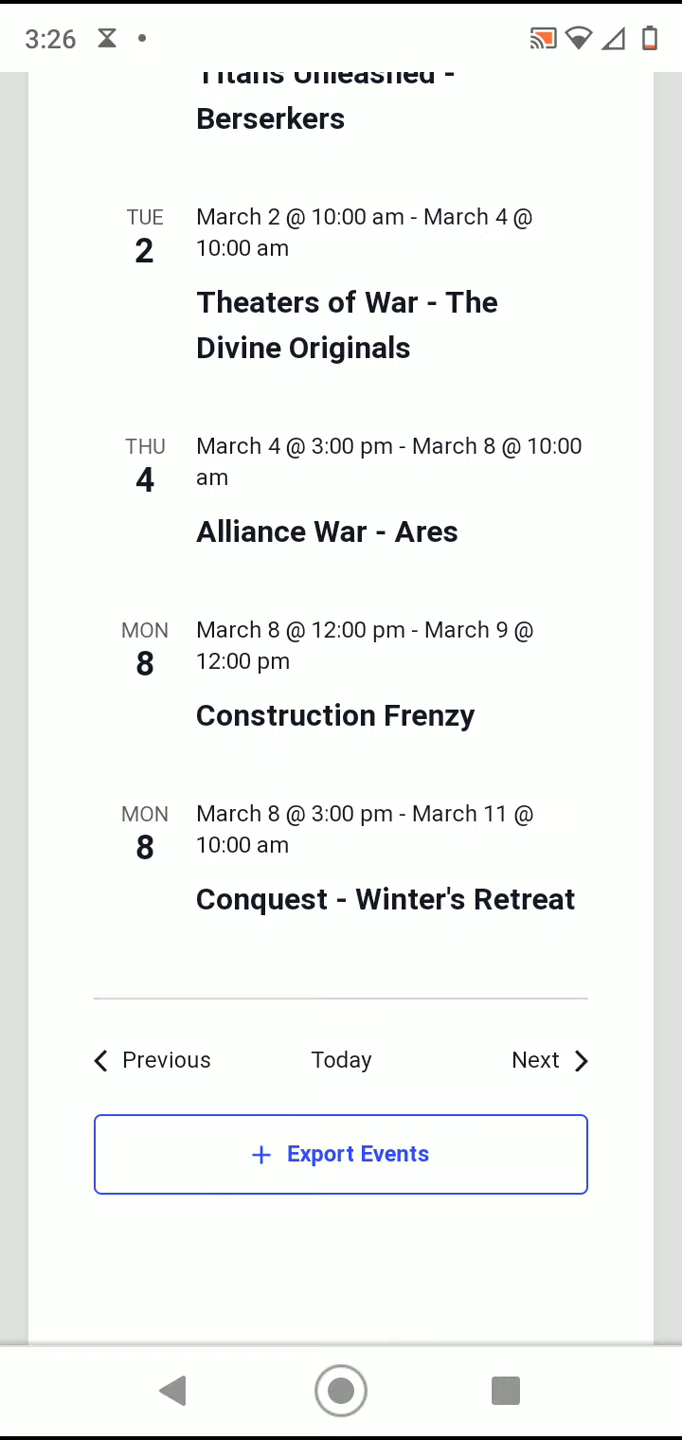 3:26
Titans Unleashed -
Berserkers
TUE
2
March 2 @ 10:00 am - March 4 @
10:00 am
Theaters of War - The
Divine Originals
THU
4
March 4 @ 3:00 pm - March 8 @ 10:00
am
Alliance War - Ares
MON
8
March 8 @ 12:00 pm - March 9 @
12:00 pm
Construction Frenzy
MON
8
March 8 @ 3:00 pm - March 11 @
10:00 am
Conquest - Winter's Retreat
Previous
Today
Next
+ Export Events